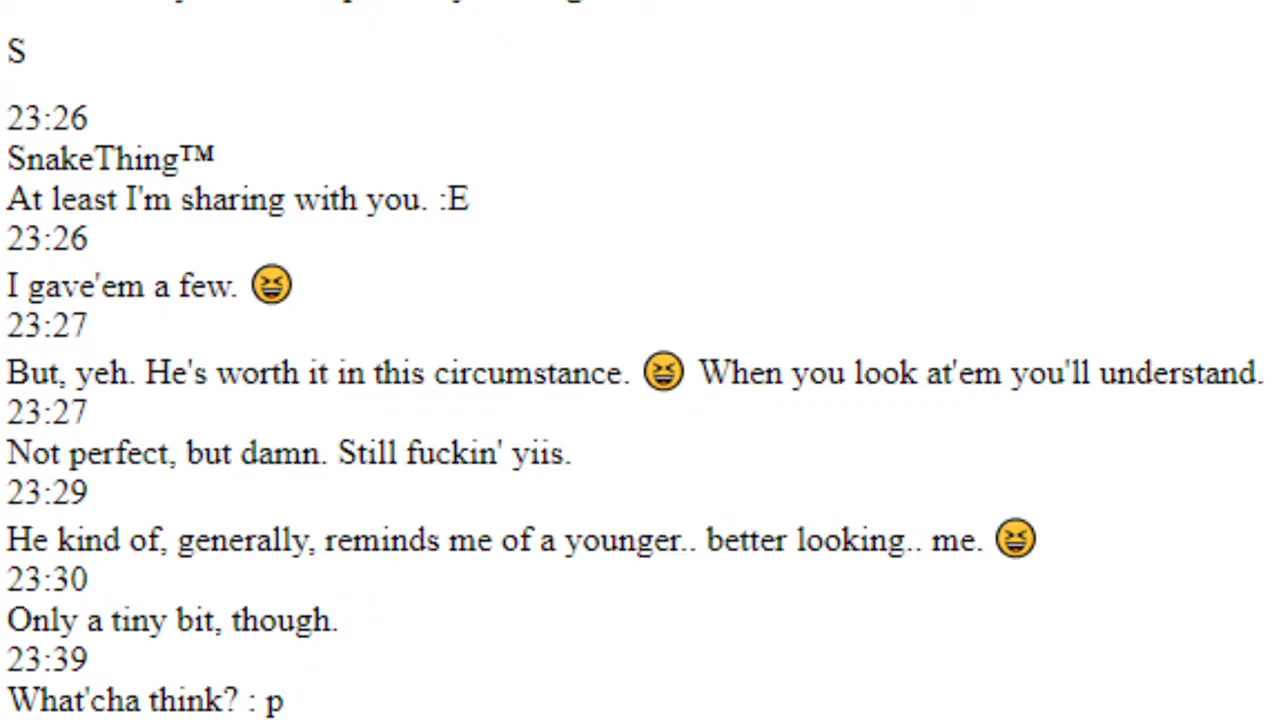 S
23:26
SnakeThing™
At least I'm sharing with you. :E
23:26
I gave'em a few. 😆
23:27
But, yeh. He's worth it in this circumstance. 😆 When you look at'em you'll understand.
23:27
Not perfect, but damn. Still fuckin' yiis.
23:29
He kind of, generally, reminds me of a younger.. better looking.. me. 😆
23:30
Only a tiny bit, though.
23:39
What'cha think? : p